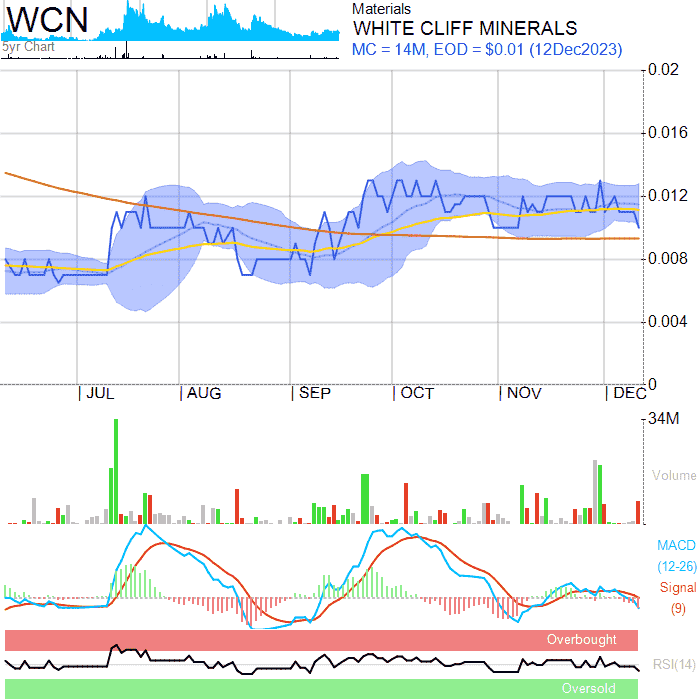 WCN
5yr Chart
Materials
WHITE CLIFF MINERALS
MC = 14M, EOD = $0.01 (12Dec2023)
0.02
0.016
0.012
0.008
0.004
0
JUL AUG SEP OCT NOV DEC
34M
Volume
MACD
(12-26)
Signal
(9)
Overbought
RSI(14)
Oversold